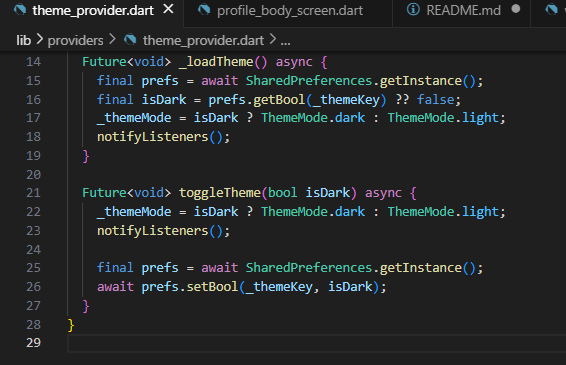 theme_provider.dart × profile_body_screen.dart README.md
lib > providers > theme_provider.dart > ...
14 Future<void> _loadTheme() async {
15 final prefs = await SharedPreferences.getInstance();
16 final isDark = prefs.getBool(_themeKey) ?? false;
17 _themeMode = isDark ? ThemeMode.dark : ThemeMode.light;
18 notifyListeners();
19 }
20
21 Future<void> toggleTheme(bool isDark) async {
22 _themeMode = isDark ? ThemeMode.dark : ThemeMode.light;
23 notifyListeners();
24
25 final prefs = await SharedPreferences.getInstance();
26 await prefs.setBool(_themeKey, isDark);
27 }
28 }
29